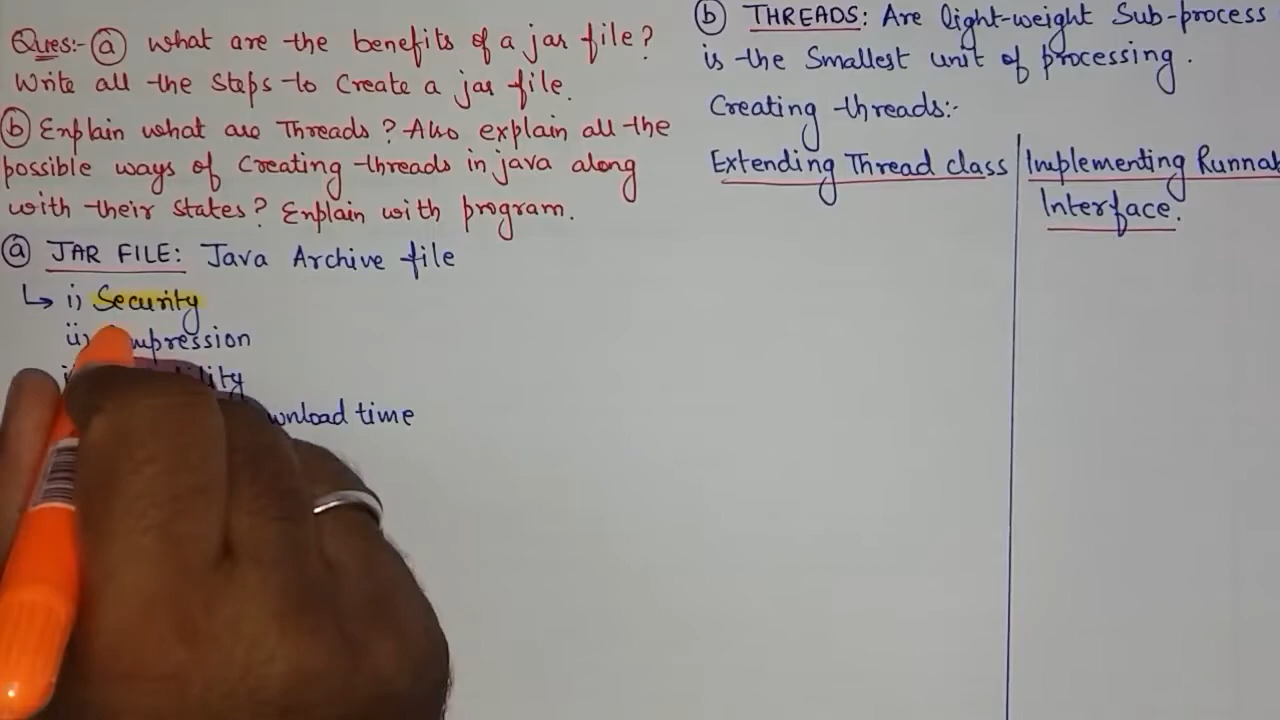 Ques:- (a) What are the benefits of a jar file?
Write all the steps to create a jar file.
(b) Explain what are Threads? Also explain all the
possible ways of creating threads in java along
with their states? Explain with program.
(a) JAR FILE: Java Archive file
↳ i) Security
ii)
download time
(b) THREADS: Are light-weight Sub-process
is the Smallest unit of processing.
Creating threads:-
Extending Thread class
Implementing
Interface.